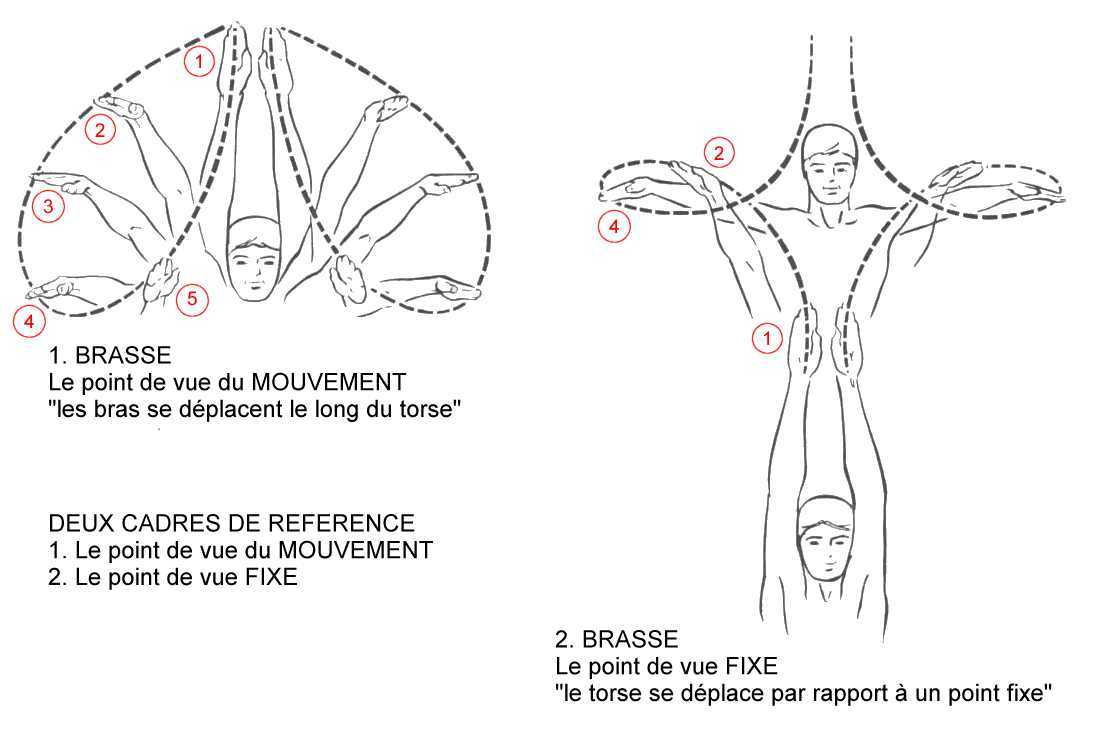 1
2
3
4
5
1. BRASSE
Le point de vue du MOUVEMENT
"les bras se déplacent le long du torse"
DEUX CADRES DE REFERENCE
1. Le point de vue du MOUVEMENT
2. Le point de vue FIXE
2
4
1
2. BRASSE
Le point de vue FIXE
"le torse se déplace par rapport à un point fixe"